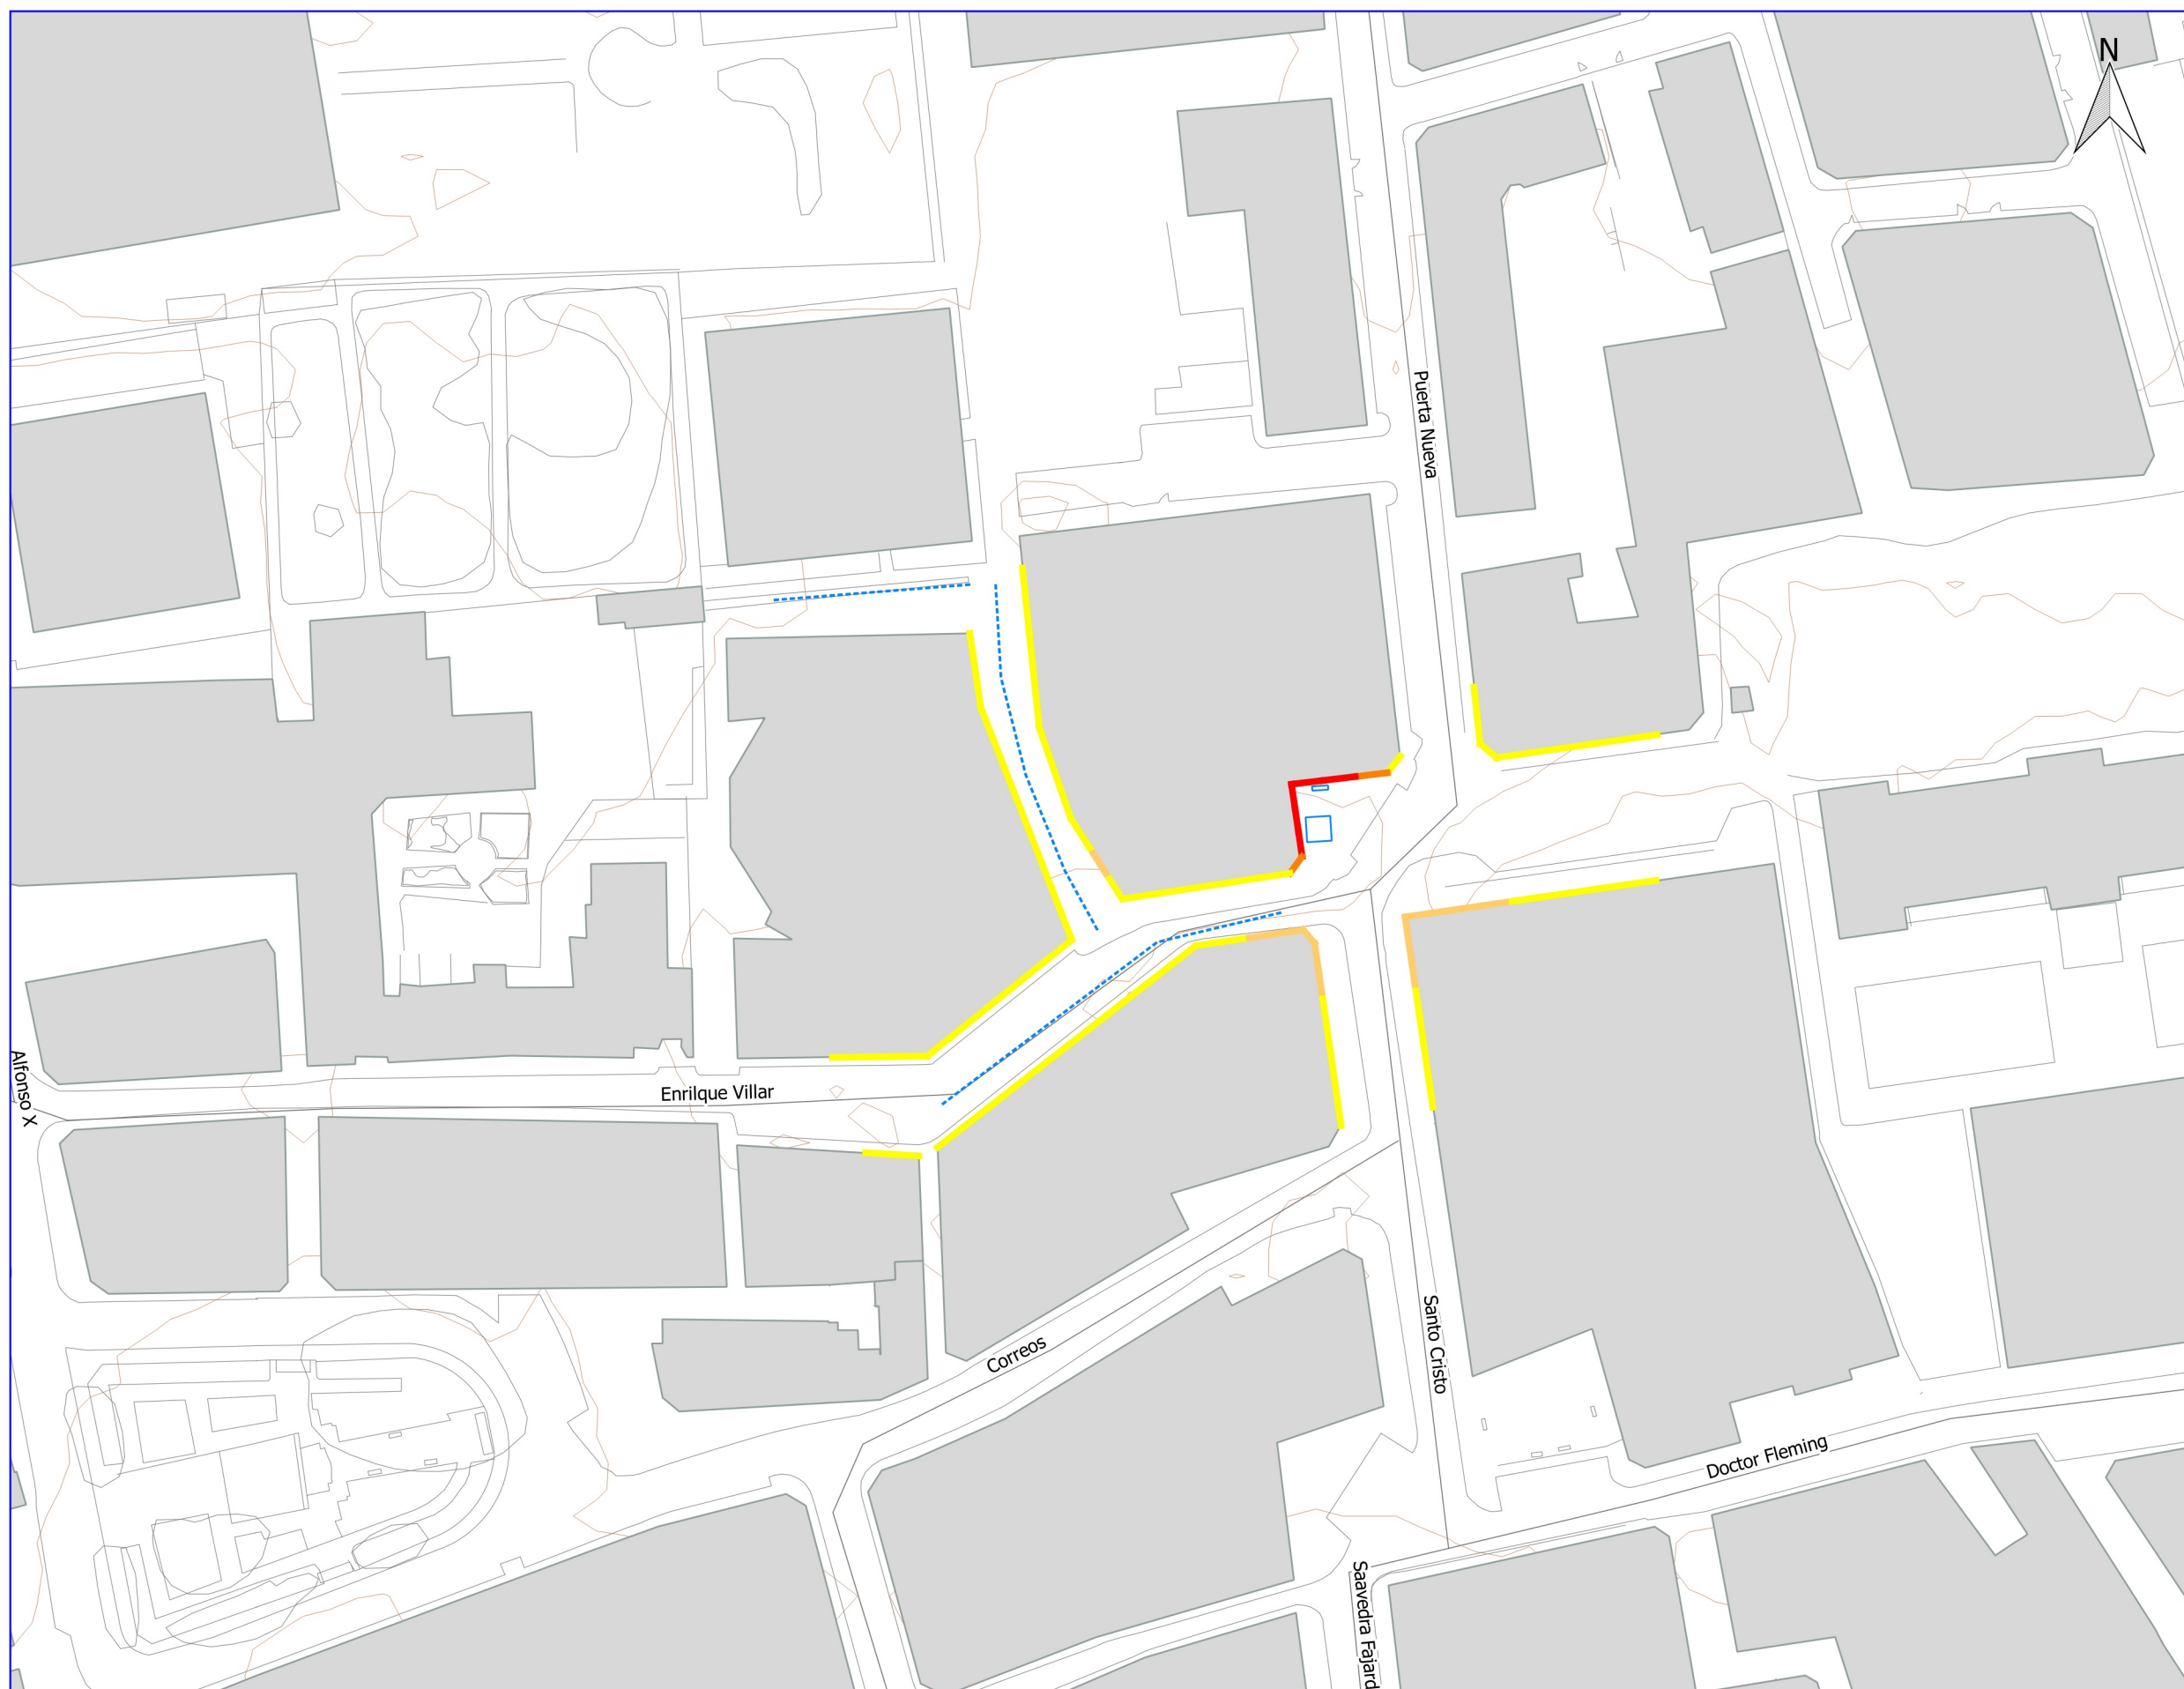 N
Puerta Nueva
Alfonso X
Enrilque Villar
Correos
Santo Cristo
Doctor Fleming
Saavedra Fajard